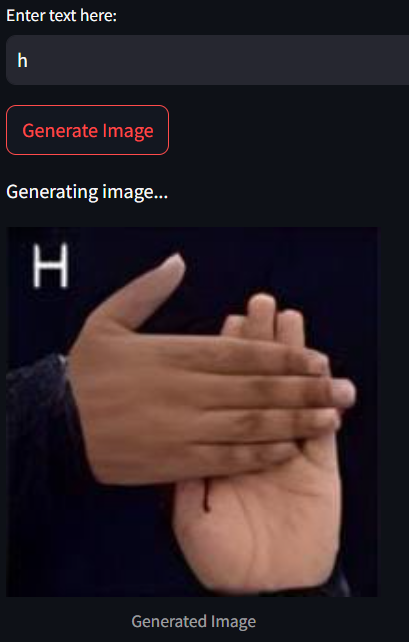 Enter text here:
h
Generate Image
Generating image...
H
Generated Image